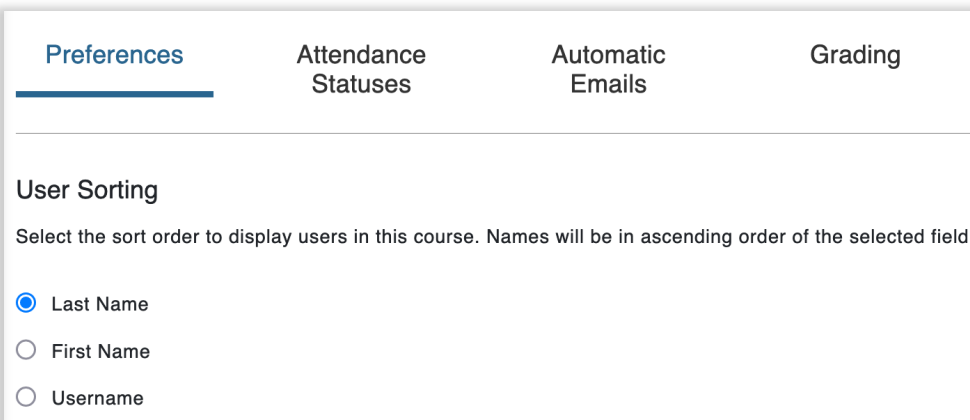 Preferences
Attendance
Statuses
Automatic
Emails
Grading
User Sorting
Select the sort order to display users in this course. Names will be in ascending order of the selected field
Last Name
First Name
Username